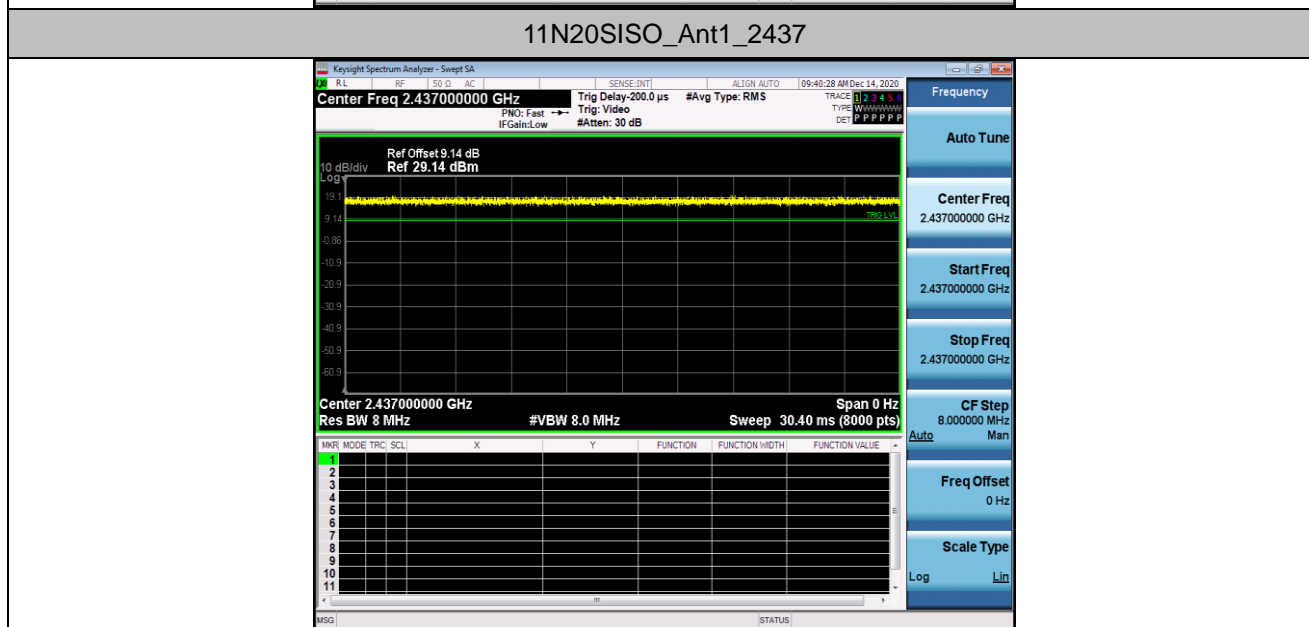 11N20SISO_Ant1_2437
Keysight Spectrum Analyzer - Swept SA
RL RF 50 Ω AC SENSE:INT ALIGN AUTO 09:40:28 AM Dec 14, 2020
Center Freq 2.437000000 GHz
PNO: Fast
IFGain:Low
Trig Delay-200.0 µs
Trig: Video
#Atten: 30 dB
#Avg Type: RMS
TRACE 1 2 3 4 5 6
TYPE WWWWWW
DET P P P P P P
Ref Offset 9.14 dB
10 dB/div Ref 29.14 dBm
Log
19.1
9.14
TRIG LVL
-0.86
-10.9
-20.9
-30.9
-40.9
-50.9
-60.9
Center 2.437000000 GHz Span 0 Hz
Res BW 8 MHz #VBW 8.0 MHz Sweep 30.40 ms (8000 pts)
MKR MODE TRC SCL X Y FUNCTION FUNCTION WIDTH FUNCTION VALUE
1
2
3
4
5
6
7
8
9
10
11
MSG STATUS
Frequency
Auto Tune
Center Freq
2.437000000 GHz
Start Freq
2.437000000 GHz
Stop Freq
2.437000000 GHz
CF Step
8.000000 MHz
Auto Man
Freq Offset
0 Hz
Scale Type
Log Lin